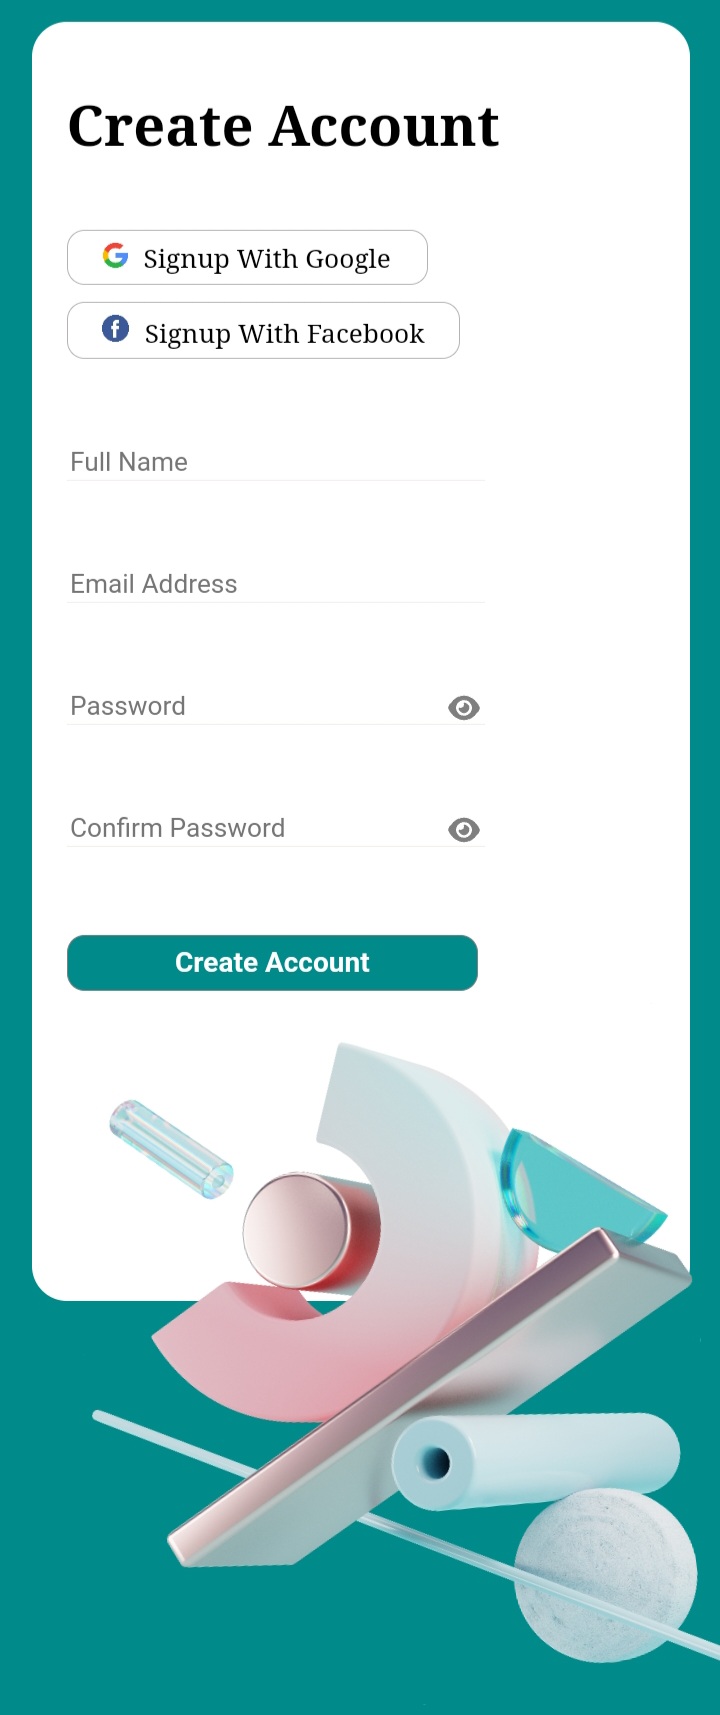 Create Account
Signup With Google
Signup With Facebook
Full Name
Email Address
Password
Confirm Password
Create Account